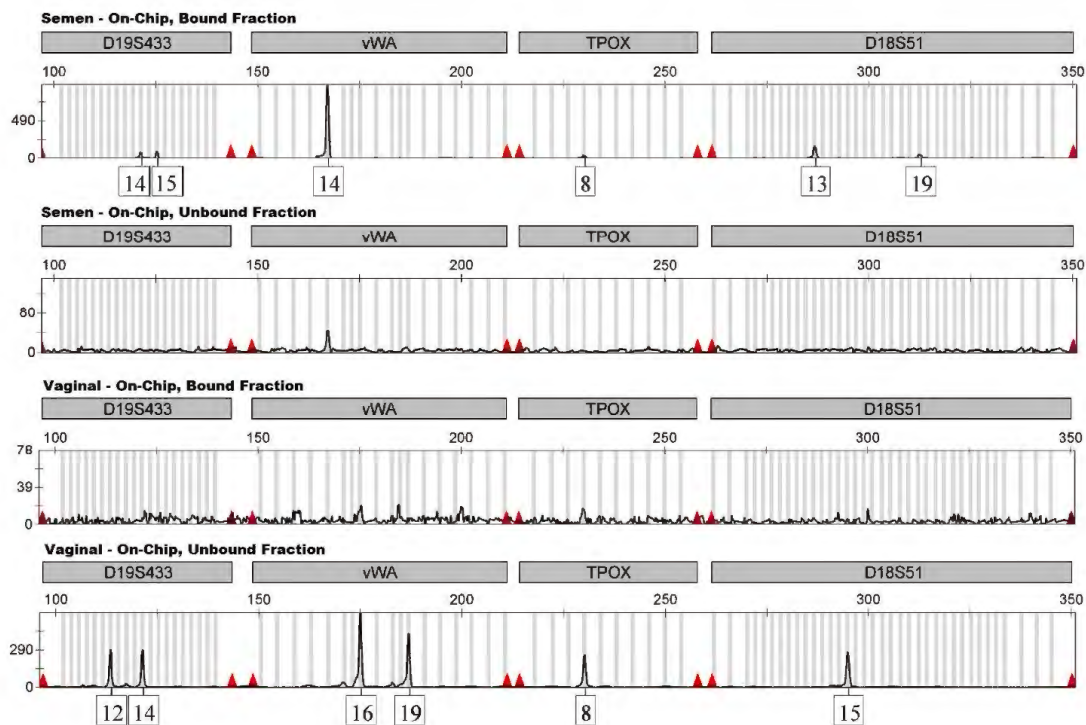 Semen - On-Chip, Bound Fraction
D19S433 vWA TPOX D18S51
100 150 200 250 300 350
490
0
14 15 14 8 13 19
Semen - On-Chip, Unbound Fraction
D19S433 vWA TPOX D18S51
100 150 200 250 300 350
80
0
Vaginal - On-Chip, Bound Fraction
D19S433 vWA TPOX D18S51
100 150 200 250 300 350
78
39
0
Vaginal - On-Chip, Unbound Fraction
D19S433 vWA TPOX D18S51
100 150 200 250 300 350
290
0
12 14 16 19 8 15